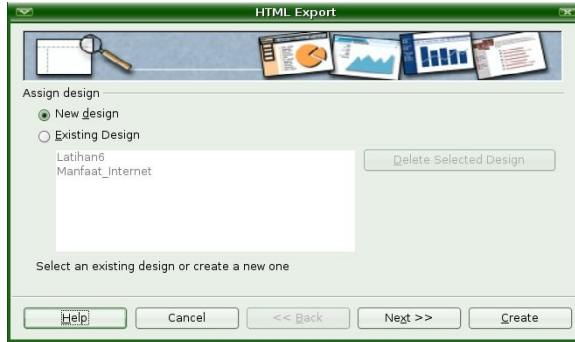 HTML Export
Assign design
New design
Existing Design
Latihan6
Manfaat_Internet
Delete Selected Design
Select an existing design or create a new one
Help
Cancel
<< Back
Next >>
Create